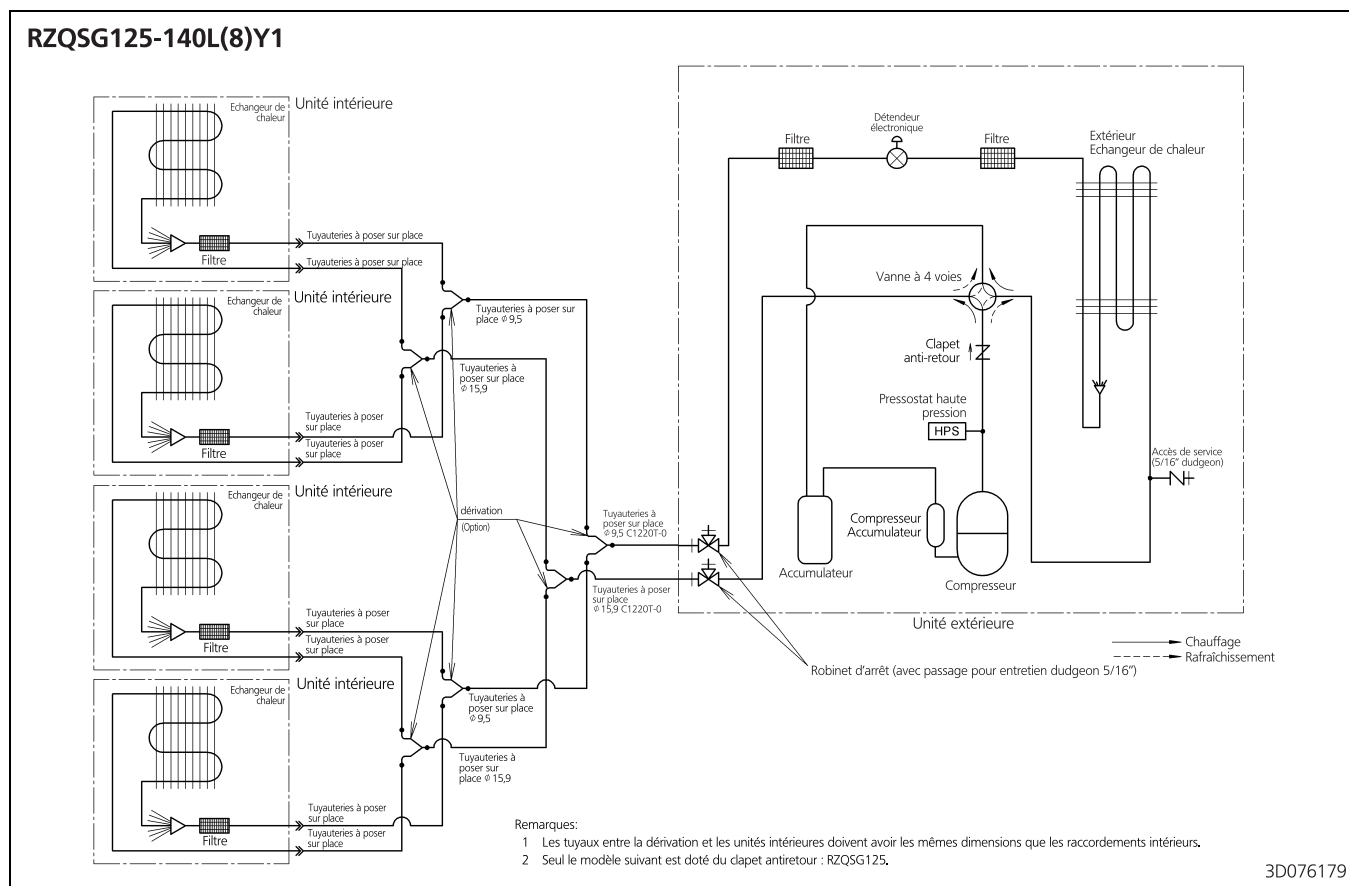 RZQSG125-140L(8)Y1
Echangeur de
chaleur
Unité intérieure
Filtre
Tuyauteries à poser sur place
Tuyauteries à poser sur place
Echangeur de
chaleur
Unité intérieure
Filtre
Tuyauteries à poser
sur place
Tuyauteries à poser
sur place
Echangeur de
chaleur
Unité intérieure
Filtre
Tuyauteries à poser
sur place
Tuyauteries à poser
sur place
Echangeur de
chaleur
Unité intérieure
Filtre
Tuyauteries à poser
sur place
Tuyauteries à poser
sur place
Tuyauteries à poser sur
place ϕ 9,5
Tuyauteries à
poser sur place
ϕ 15,9
dérivation
(Option)
Tuyauteries à
poser sur place
ϕ 9,5
Tuyauteries à
poser sur
place ϕ 15,9
Tuyauteries à
poser sur place
ϕ 9,5 C1220T-0
Tuyauteries à poser
sur place
ϕ 15,9 C1220T-0
Filtre
Détendeur
électronique
Filtre
Extérieur
Echangeur de chaleur
Vanne à 4 voies
Clapet
anti-retour
Pressostat haute
pression
HPS
Accès de service
(5/16" dudgeon)
Compresseur
Accumulateur
Accumulateur
Compresseur
Unité extérieure
Chauffage
Rafraîchissement
Robinet d'arrêt (avec passage pour entretien dudgeon 5/16")
Remarques:
1 Les tuyaux entre la dérivation et les unités intérieures doivent avoir les mêmes dimensions que les raccordements intérieurs.
2 Seul le modèle suivant est doté du clapet antiretour : RZQSG125.
3D076179